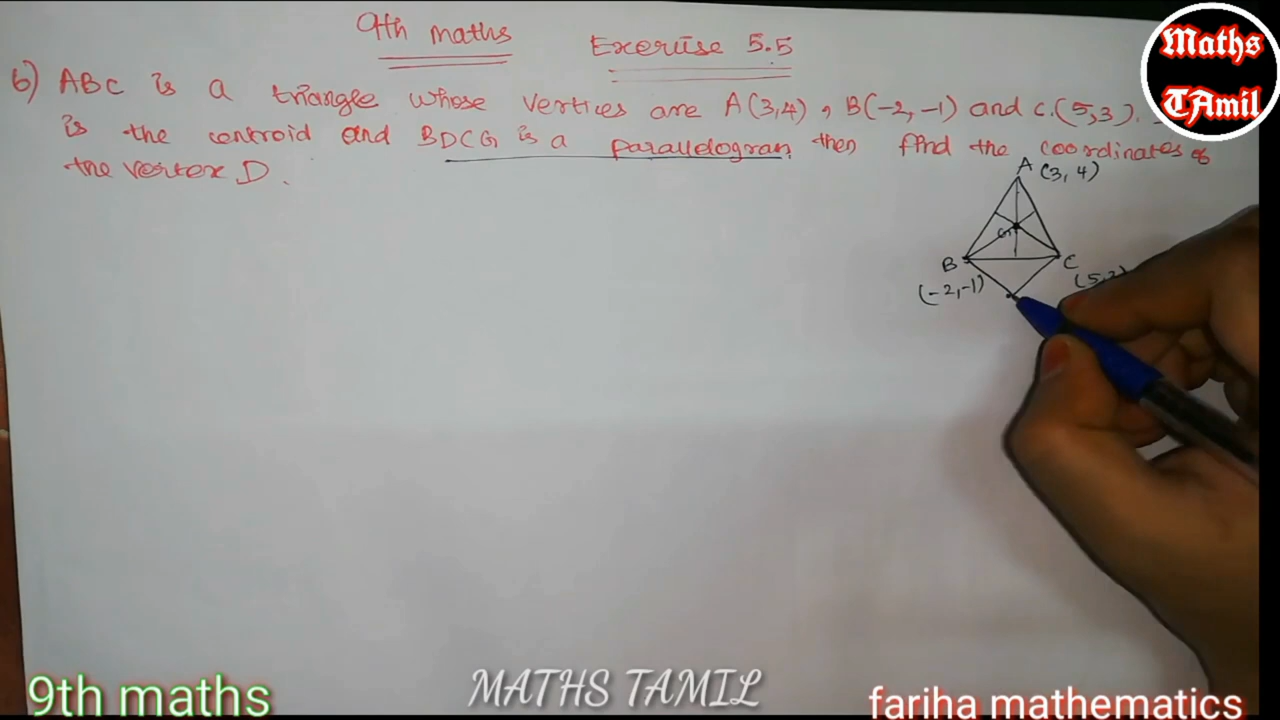 9th maths Exercise 5.5
6) ABC is a triangle whose vertices are A(3,4), B(-2,-1) and C.(5,3).
is the centroid and BDCG is a parallelogram then find the coordinates of
the vertex D.
A (3,4)
G
B C
(-2,-1)
Maths
TAmil
9th maths MATHS TAMIL fariha mathematics